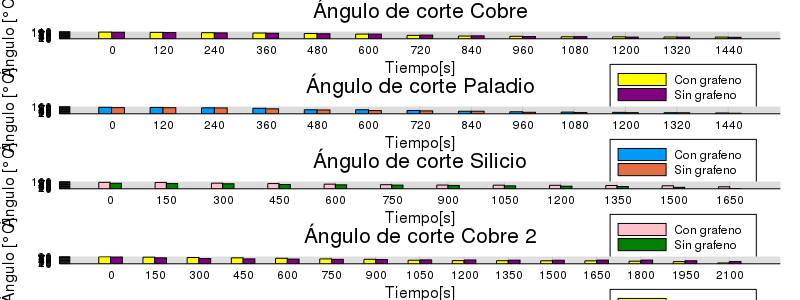 Ángulo de corte Cobre
0 120 240 360 480 600 720 840 960 1080 1200 1320 1440
Tiempo[s]
Con grafeno
Sin grafeno
Ángulo de corte Paladio
Ángulo [°C]
0 120 240 360 480 600 720 840 960 1080 1200 1320 1440
Tiempo[s]
Con grafeno
Sin grafeno
Ángulo de corte Silicio
Ángulo [°C]
0 150 300 450 600 750 900 1050 1200 1350 1500 1650
Tiempo[s]
Con grafeno
Sin grafeno
Ángulo de corte Cobre 2
Ángulo [°C]
0 150 300 450 600 750 900 1050 1200 1350 1500 1650 1800 1950 2100
Tiempo[s]